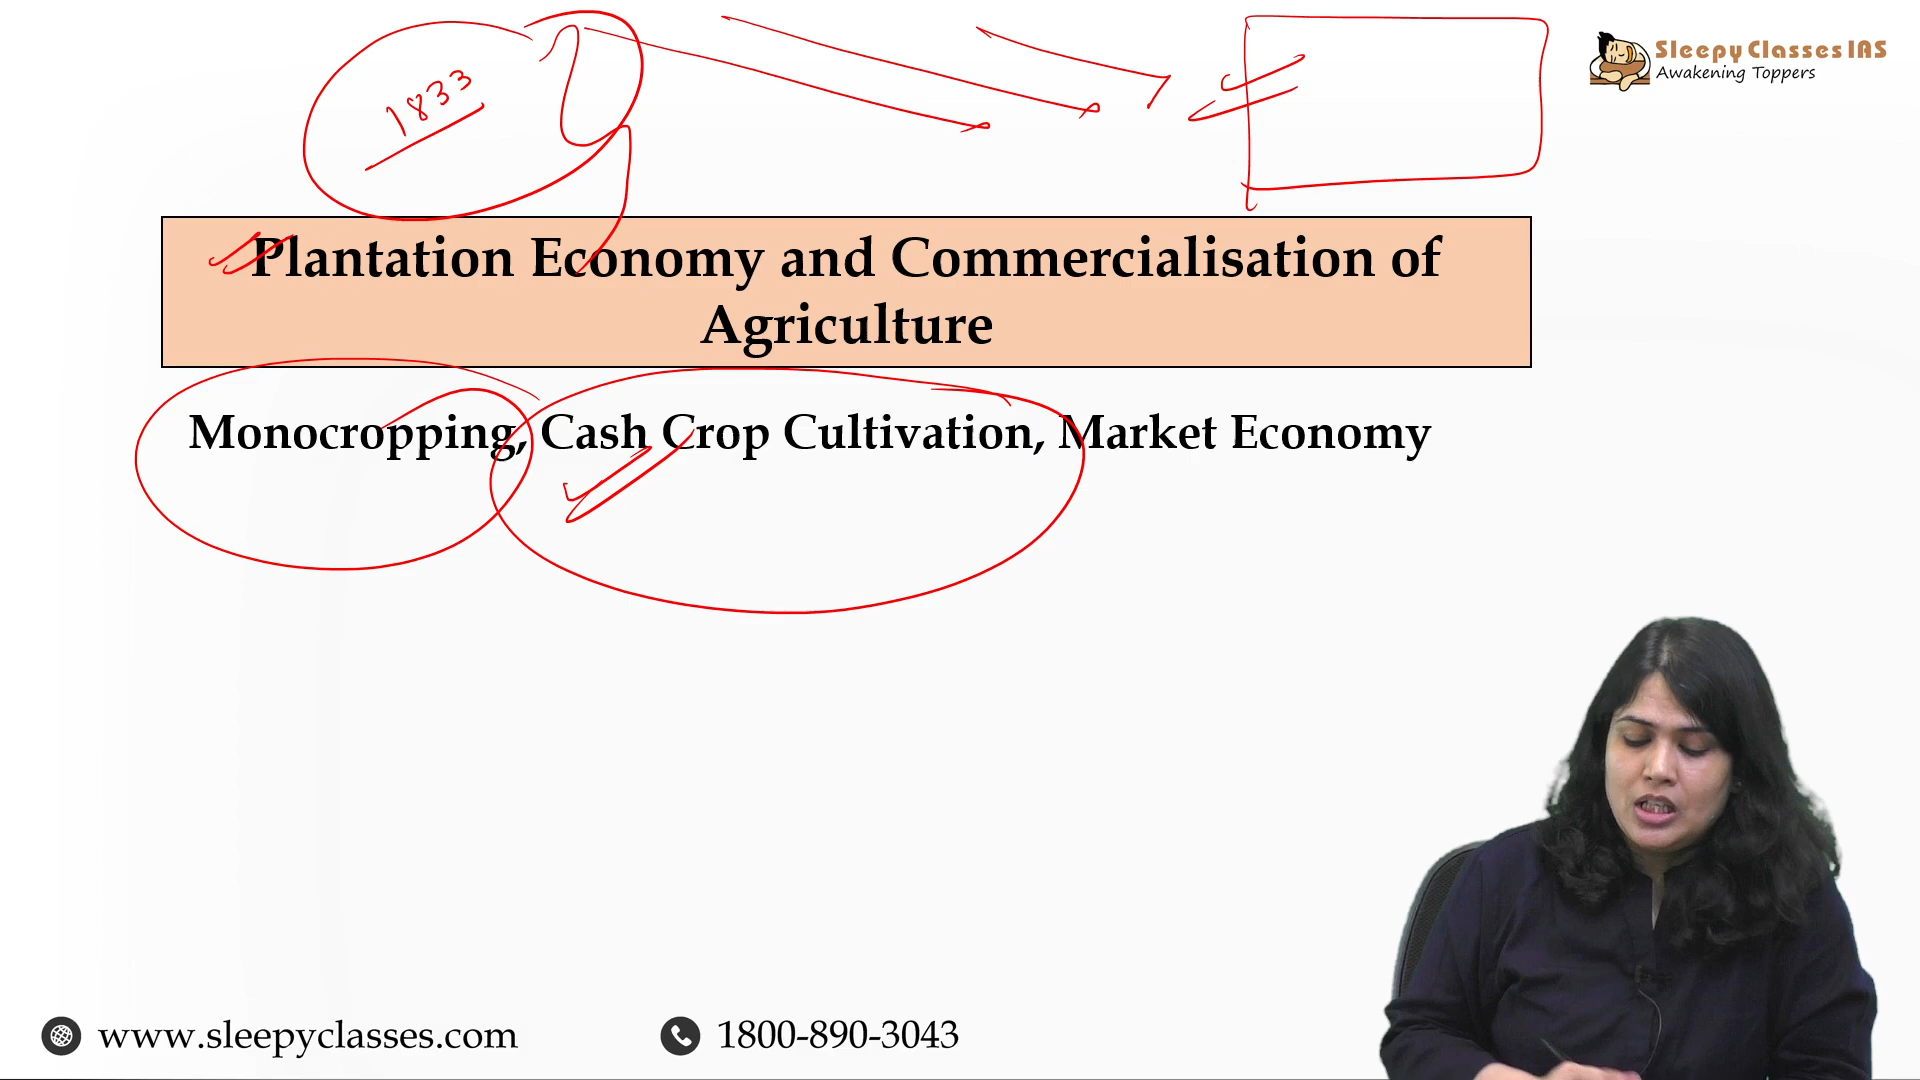 1833
Sleepy Classes IAS
Awakening Toppers
Plantation Economy and Commercialisation of
Agriculture
Monocropping, Cash Crop Cultivation, Market Economy
www.sleepyclasses.com
1800-890-3043